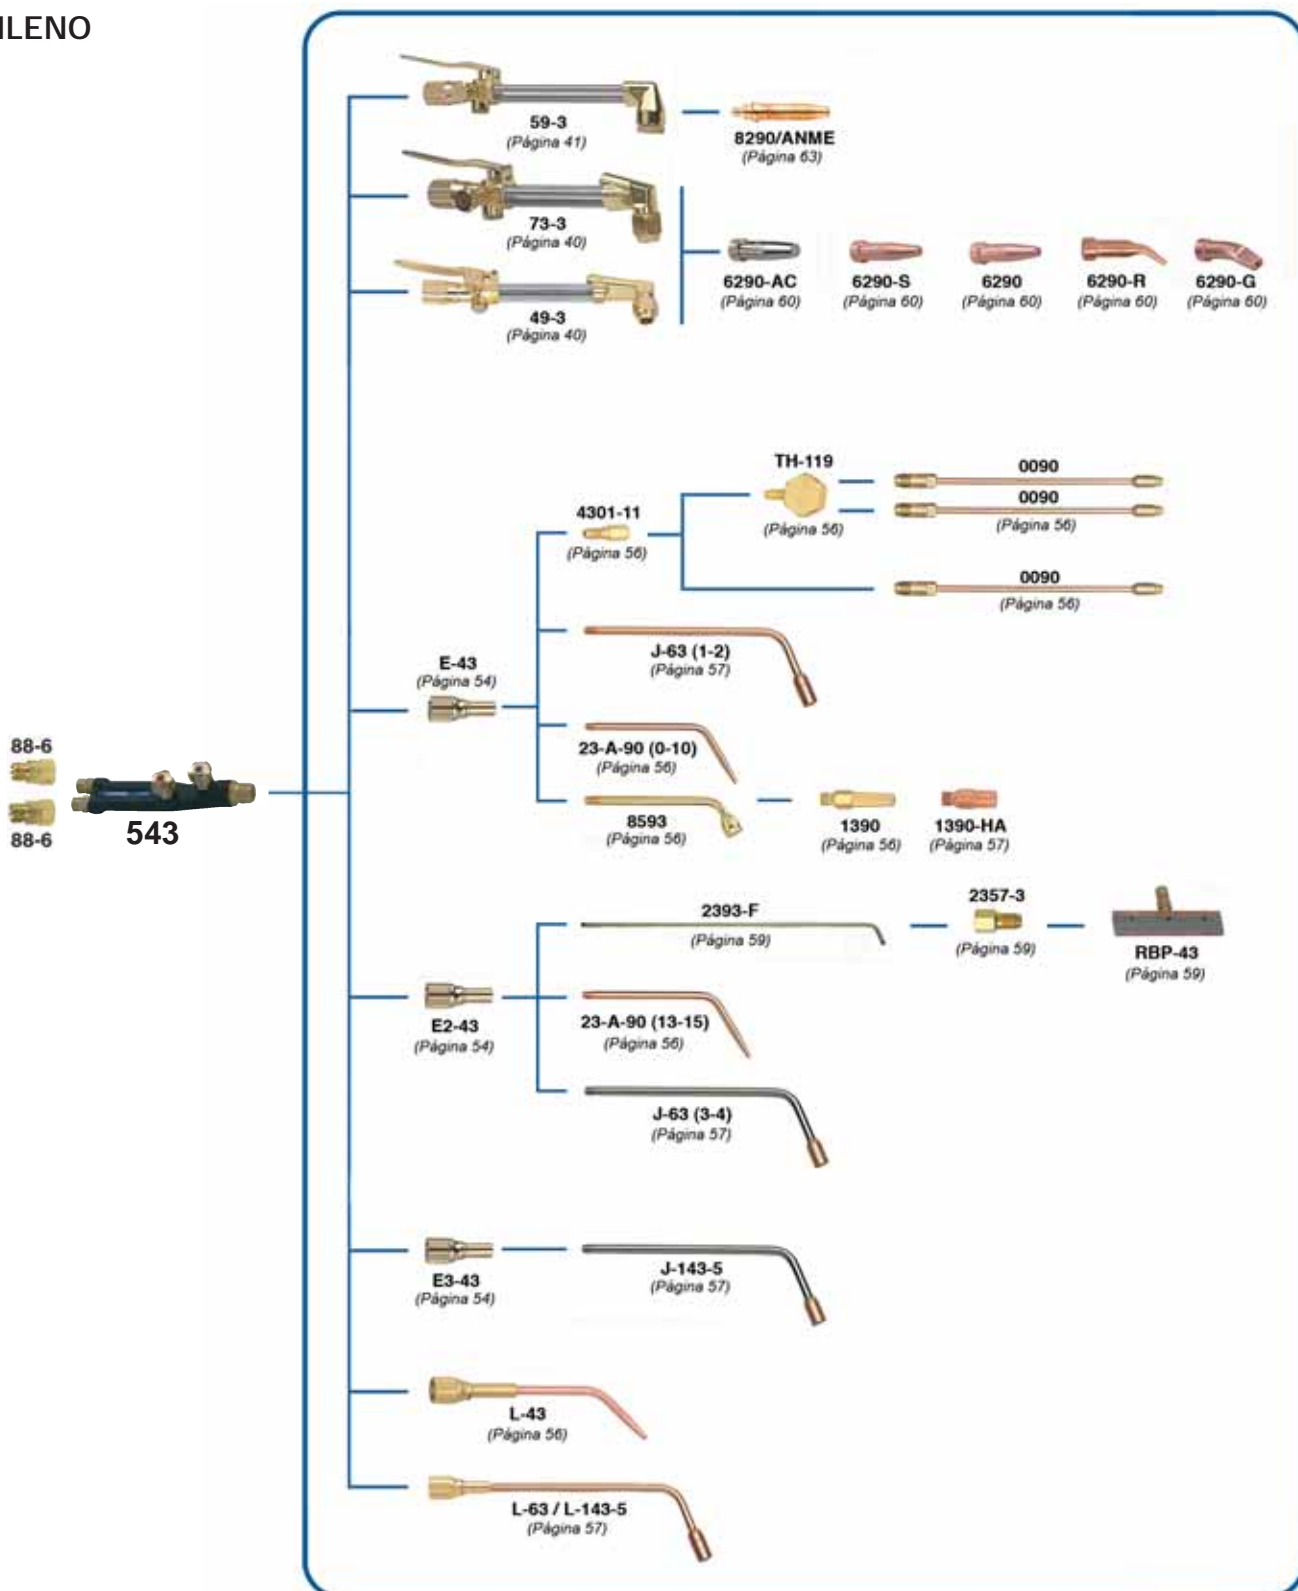 ILENO
59-3
(Página 41)
8290/ANME
(Página 63)
73-3
(Página 40)
49-3
(Página 40)
6290-AC
(Página 60)
6290-S
(Página 60)
6290
(Página 60)
6290-R
(Página 60)
6290-G
(Página 60)
TH-119
(Página 56)
0090
0090
(Página 56)
4301-11
(Página 56)
0090
(Página 56)
J-63 (1-2)
(Página 57)
E-43
(Página 54)
23-A-90 (0-10)
(Página 56)
88-6
88-6
543
8593
(Página 56)
1390
(Página 56)
1390-HA
(Página 57)
2393-F
(Página 59)
2357-3
(Página 59)
RBP-43
(Página 59)
E2-43
(Página 54)
23-A-90 (13-15)
(Página 56)
J-63 (3-4)
(Página 57)
E3-43
(Página 54)
J-143-5
(Página 57)
L-43
(Página 56)
L-63 / L-143-5
(Página 57)